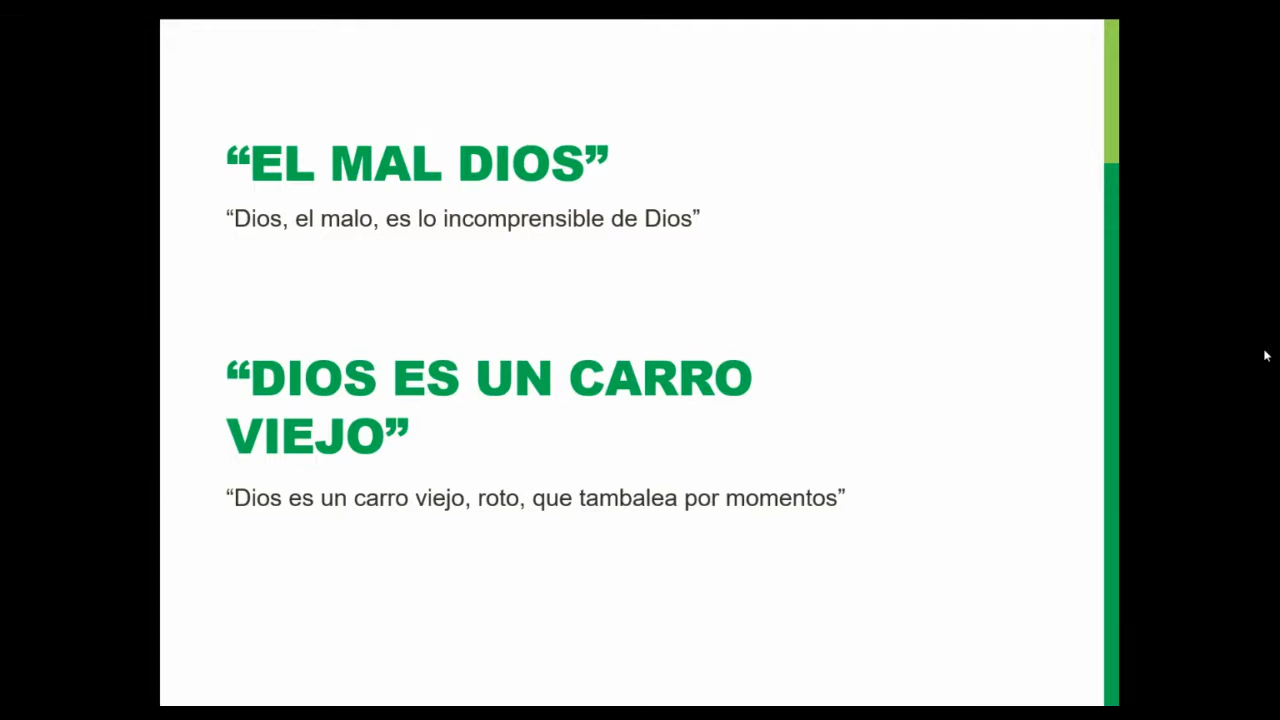 “EL MAL DIOS”
“Dios, el malo, es lo incomprensible de Dios”
“DIOS ES UN CARRO
VIEJO”
“Dios es un carro viejo, roto, que tambalea por momentos”